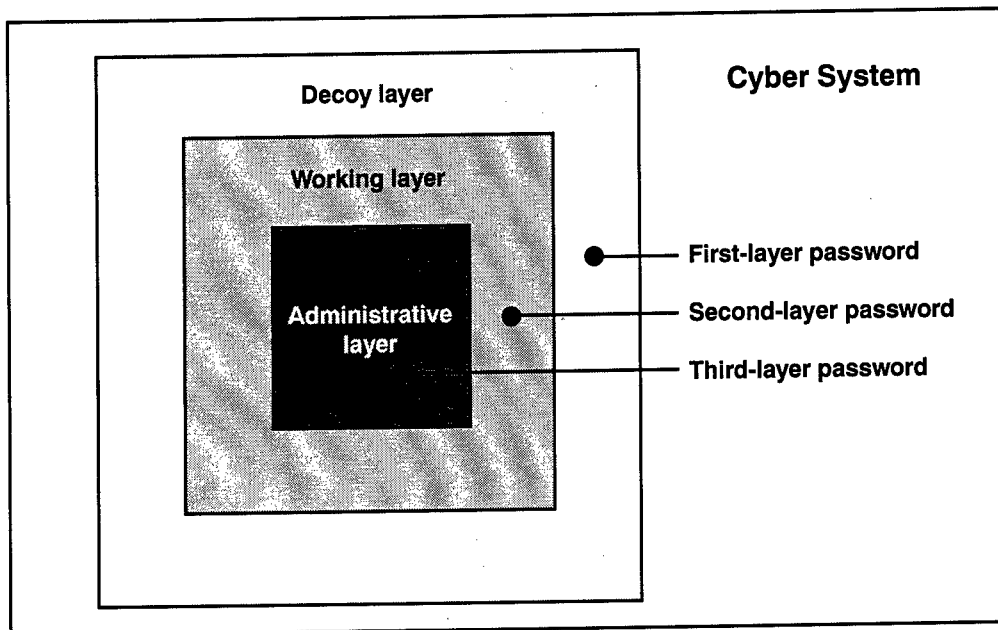 Cyber System
Decoy layer
Working layer
Administrative
layer
First-layer password
Second-layer password
Third-layer password